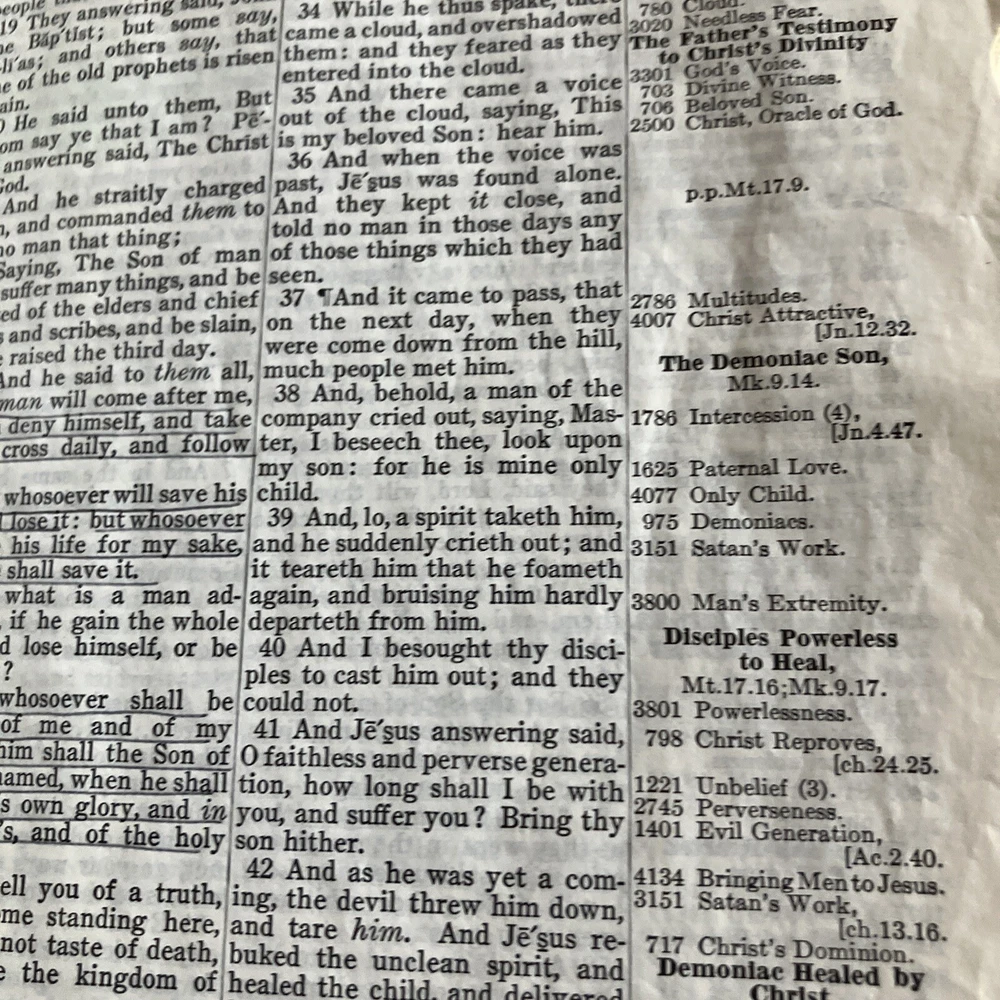 19 They answering said,
Băp´tist; but some say,
and others say, that
of the old prophets is risen
He said unto them, But
say ye that I am? Pē´-
answering said, The Christ
And he straitly charged
and commanded them to
no man that thing;
Saying, The Son of man
suffer many things, and be
of the elders and chief
and scribes, and be slain,
raised the third day.
And he said to them all,
man will come after me,
deny himself, and take
cross daily, and follow
whosoever will save his
lose it: but whosoever
his life for my sake,
shall save it.
what is a man ad-
if he gain the whole
lose himself, or be
?
whosoever shall be
of me and of my
him shall the Son of
when he shall
own glory, and in
and of the holy
you of a truth,
standing here,
not taste of death,
the kingdom of
34 While he thus spake,
came a cloud, and overshadowed
them: and they feared as they
entered into the cloud.
35 And there came a voice
out of the cloud, saying, This
is my beloved Son: hear him.
36 And when the voice was
past, Jē´ṣus was found alone.
And they kept it close, and
told no man in those days any
of those things which they had
seen.
37 ¶And it came to pass, that
on the next day, when they
were come down from the hill,
much people met him.
38 And, behold, a man of the
company cried out, saying, Mas-
ter, I beseech thee, look upon
my son: for he is mine only
child.
39 And, lo, a spirit taketh him,
and he suddenly crieth out; and
it teareth him that he foameth
again, and bruising him hardly
departeth from him.
40 And I besought thy disci-
ples to cast him out; and they
could not.
41 And Jē´ṣus answering said,
O faithless and perverse genera-
tion, how long shall I be with
you, and suffer you? Bring thy
son hither.
42 And as he was yet a com-
ing, the devil threw him down,
and tare him. And Jē´ṣus re-
buked the unclean spirit, and
healed the child, and delivered
780 Cloud.
3020 Needless Fear.
The Father's Testimony
to Christ's Divinity
3301 God's Voice.
703 Divine Witness.
706 Beloved Son.
2500 Christ, Oracle of God.
p.p.Mt.17.9.
2786 Multitudes.
4007 Christ Attractive,
[Jn.12.32.
The Demoniac Son,
Mk.9.14.
1786 Intercession (4),
[Jn.4.47.
1625 Paternal Love.
4077 Only Child.
975 Demoniacs.
3151 Satan's Work.
3800 Man's Extremity.
Disciples Powerless
to Heal,
Mt.17.16;Mk.9.17.
3801 Powerlessness.
798 Christ Reproves,
[ch.24.25.
1221 Unbelief (3).
2745 Perverseness.
1401 Evil Generation,
[Ac.2.40.
4134 Bringing Men to Jesus.
3151 Satan's Work,
[ch.13.16.
717 Christ's Dominion.
Demoniac Healed by
Christ